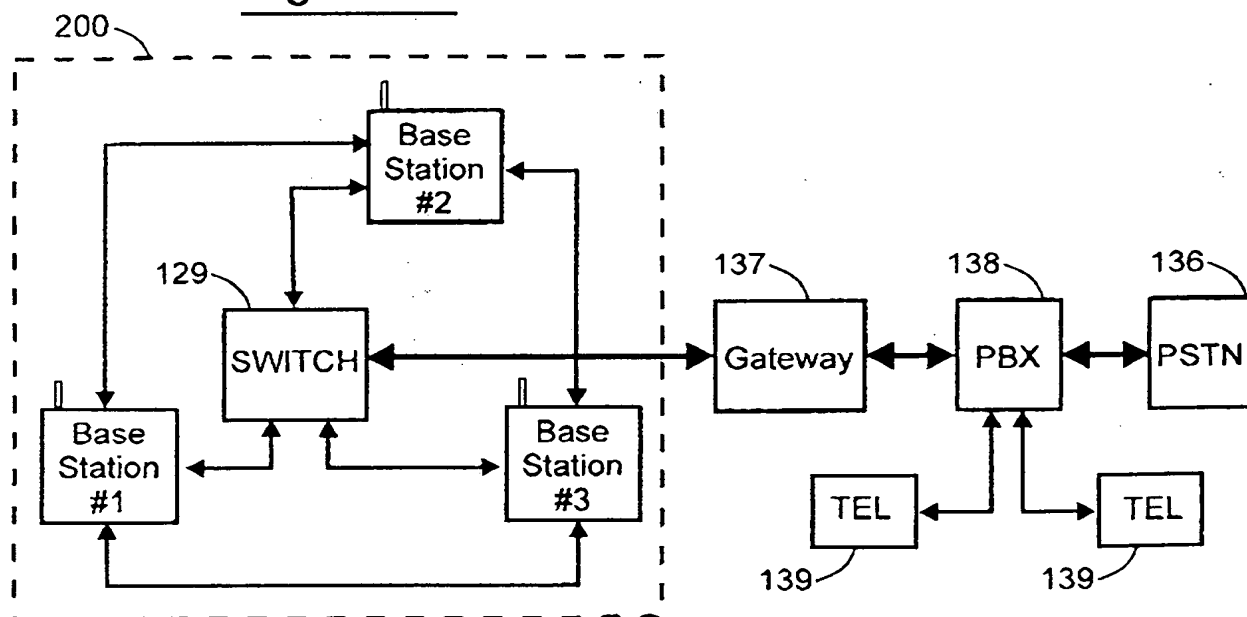 200
Base
Station
#2
129
137
138
136
SWITCH
Gateway
PBX
PSTN
Base
Station
#1
Base
Station
#3
TEL
TEL
139
139